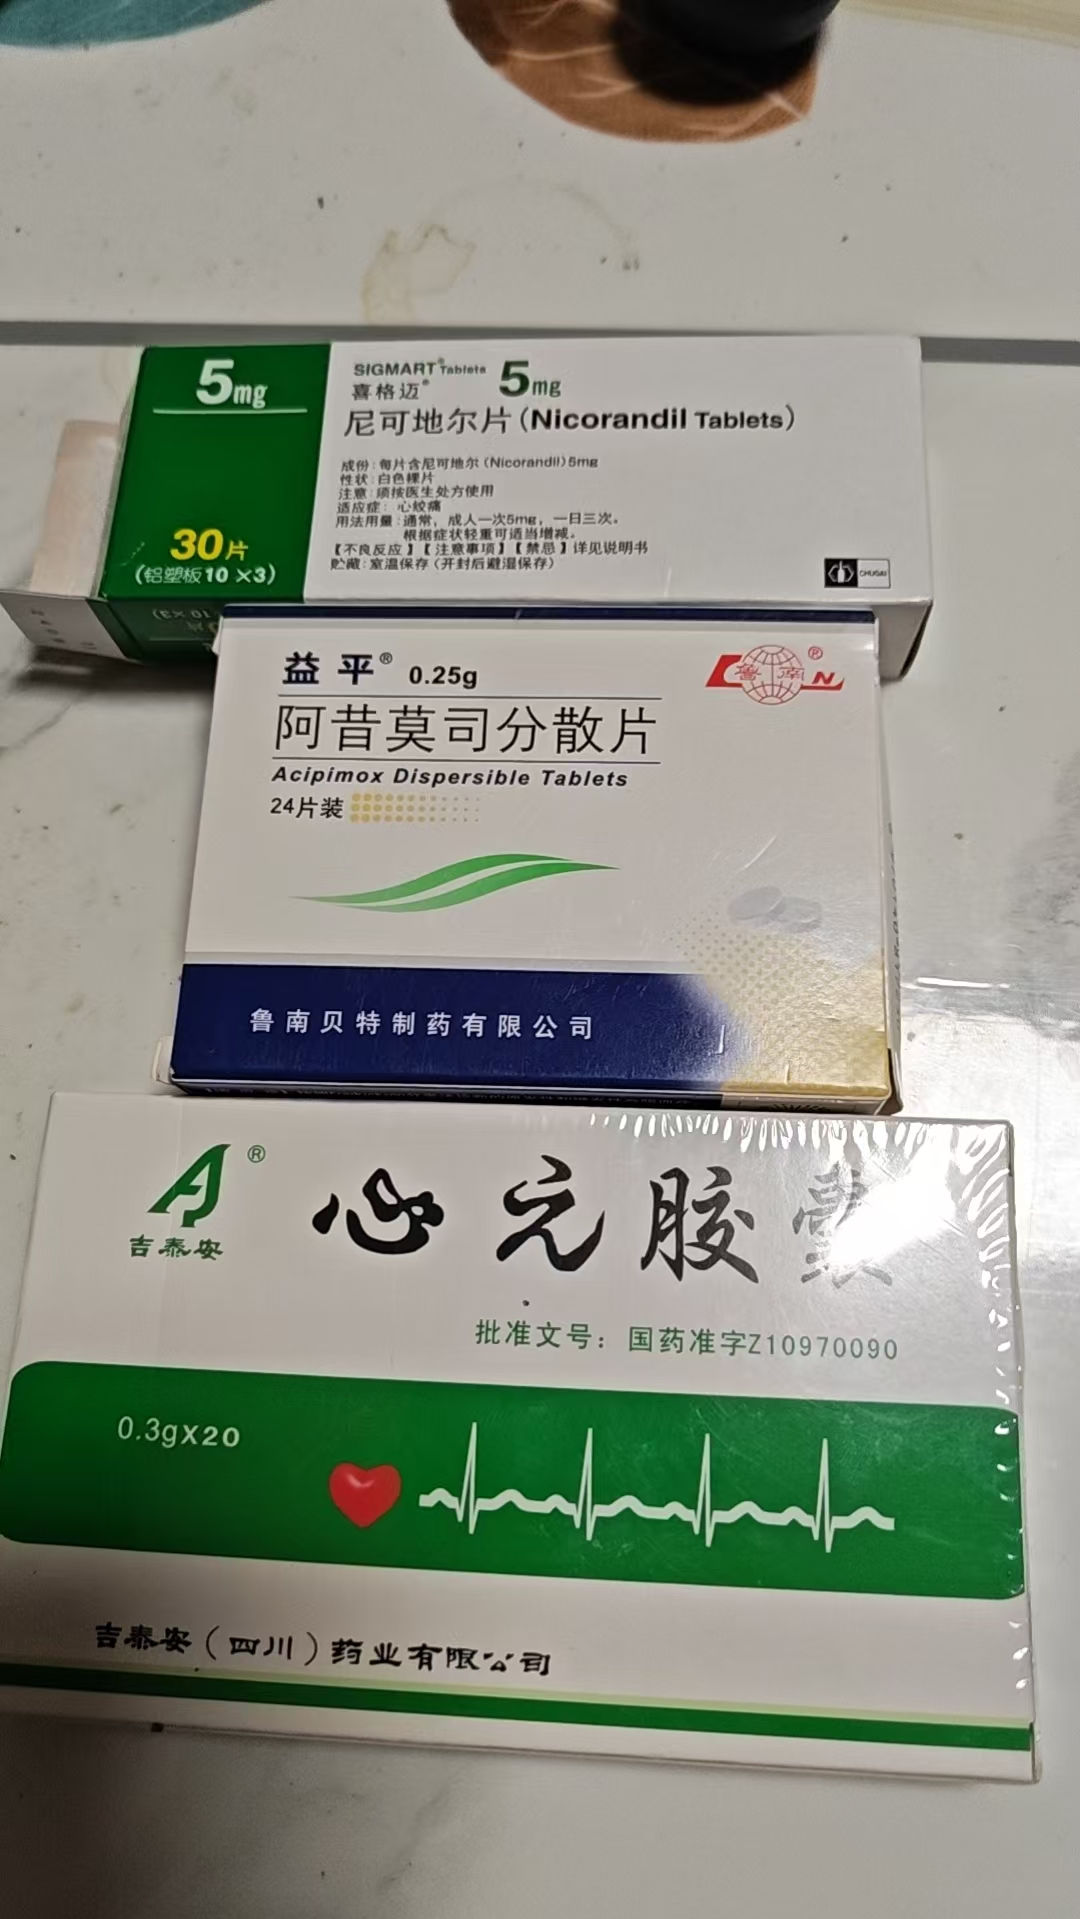 5mg
30片
(铝塑板10×3)
SIGMART® Tablets
喜格迈® 5mg
尼可地尔片(Nicorandil Tablets)
成份:每片含尼可地尔(Nicorandil)5mg
性状:白色裸片
注意:须按医生处方使用
适应症:心绞痛
用法用量:通常,成人一次5mg,一日三次。
根据症状轻重可适当增减。
【不良反应】【注意事项】【禁忌】详见说明书
贮藏:室温保存(开封后避湿保存)
CHUGAI
益平® 0.25g
鲁南®
阿昔莫司分散片
Acipimox Dispersible Tablets
24片装
鲁南贝特制药有限公司
®
吉泰安
心元胶囊
批准文号:国药准字Z10970090
0.3gX20
吉泰安(四川)药业有限公司